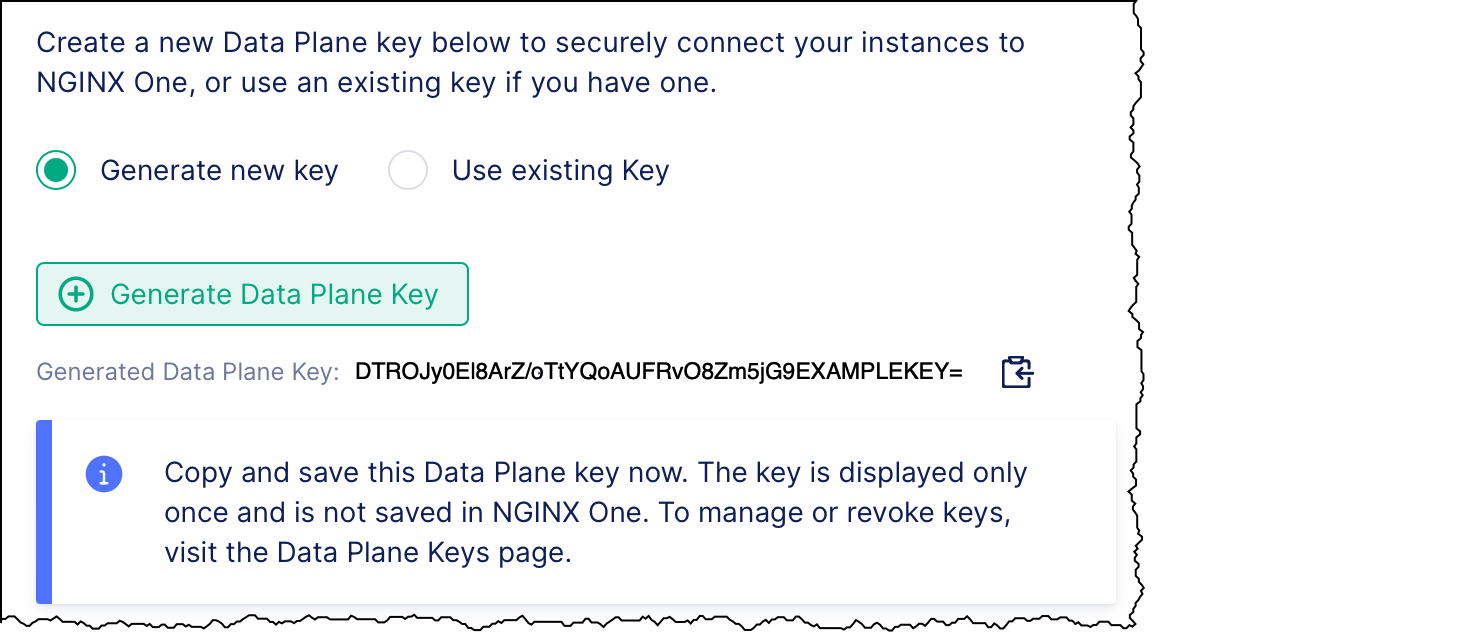 Create a new Data Plane key below to securely connect your instances to
NGINX One, or use an existing key if you have one.
Generate new key Use existing Key
Generate Data Plane Key
Generated Data Plane Key: DTROJy0El8ArZ/oTtYQoAUFRvO8Zm5jG9EXAMPLEKEY=
Copy and save this Data Plane key now. The key is displayed only
once and is not saved in NGINX One. To manage or revoke keys,
visit the Data Plane Keys page.